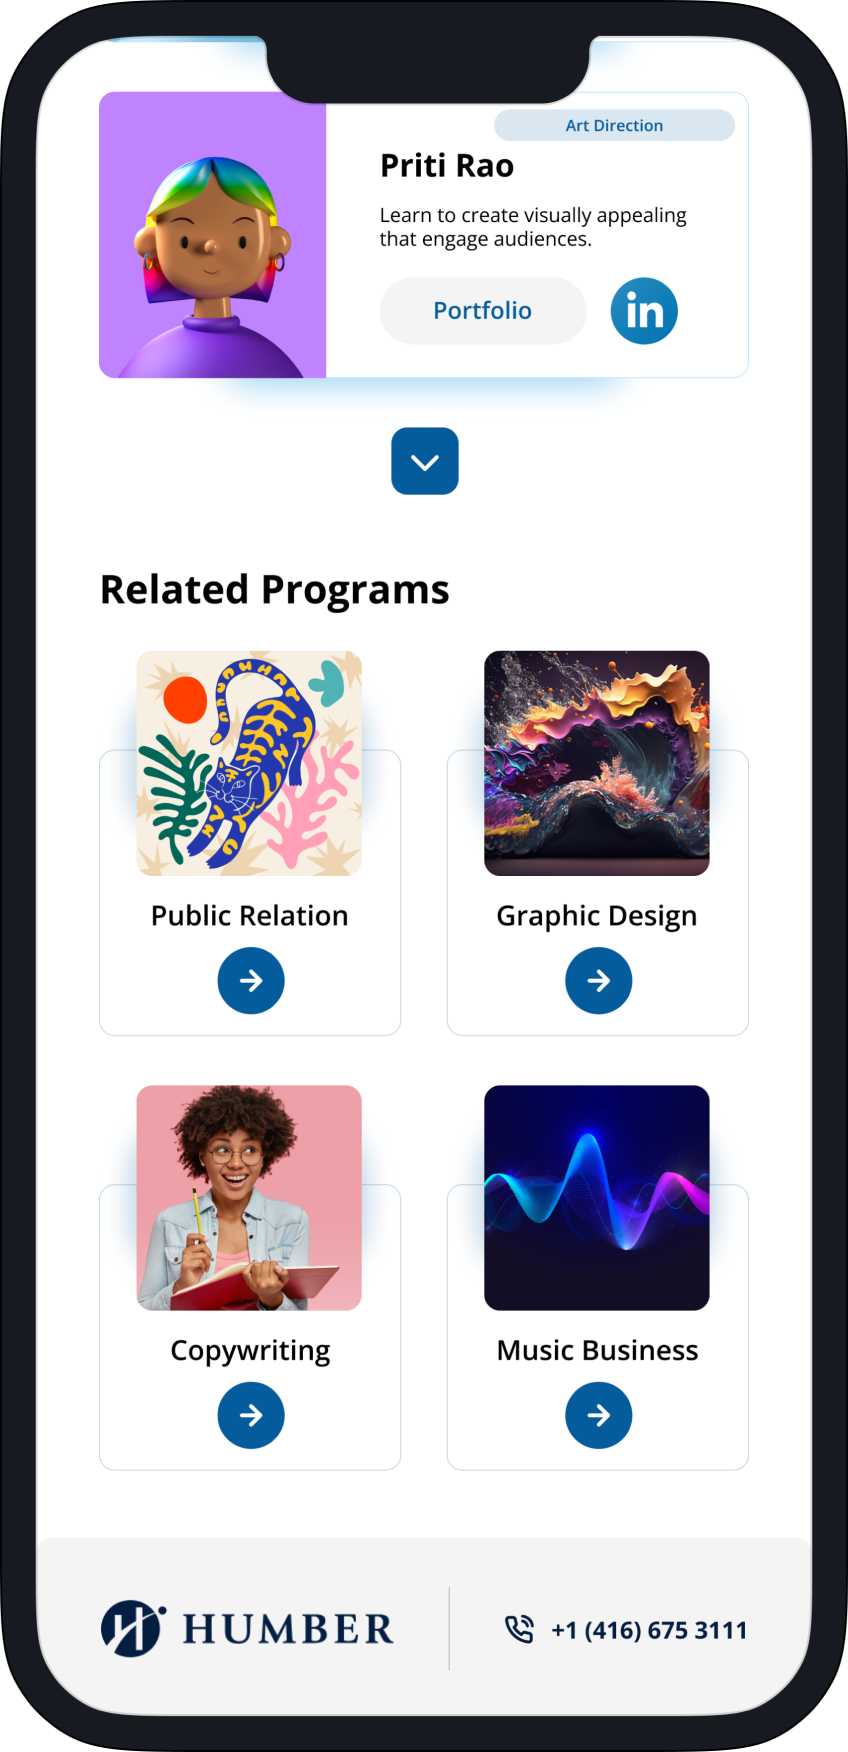 Art Direction
Priti Rao
Learn to create visually appealing
that engage audiences.
Portfolio
in
Related Programs
Public Relation
Graphic Design
Copywriting
Music Business
HUMBER
+1 (416) 675 3111